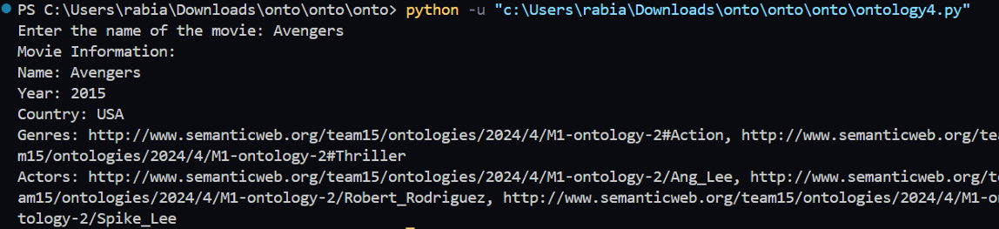 PS C:\Users\rabia\Downloads\onto\onto\onto> python -u "c:\Users\rabia\Downloads\onto\onto\onto\ontology4.py"
Enter the name of the movie: Avengers
Movie Information:
Name: Avengers
Year: 2015
Country: USA
Genres: http://www.semanticweb.org/team15/ontologies/2024/4/M1-ontology-2#Action, http://www.semanticweb.org/te
m15/ontologies/2024/4/M1-ontology-2#Thriller
Actors: http://www.semanticweb.org/team15/ontologies/2024/4/M1-ontology-2/Ang_Lee, http://www.semanticweb.org/t
am15/ontologies/2024/4/M1-ontology-2/Robert_Rodriguez, http://www.semanticweb.org/team15/ontologies/2024/4/M1-o
tology-2/Spike_Lee